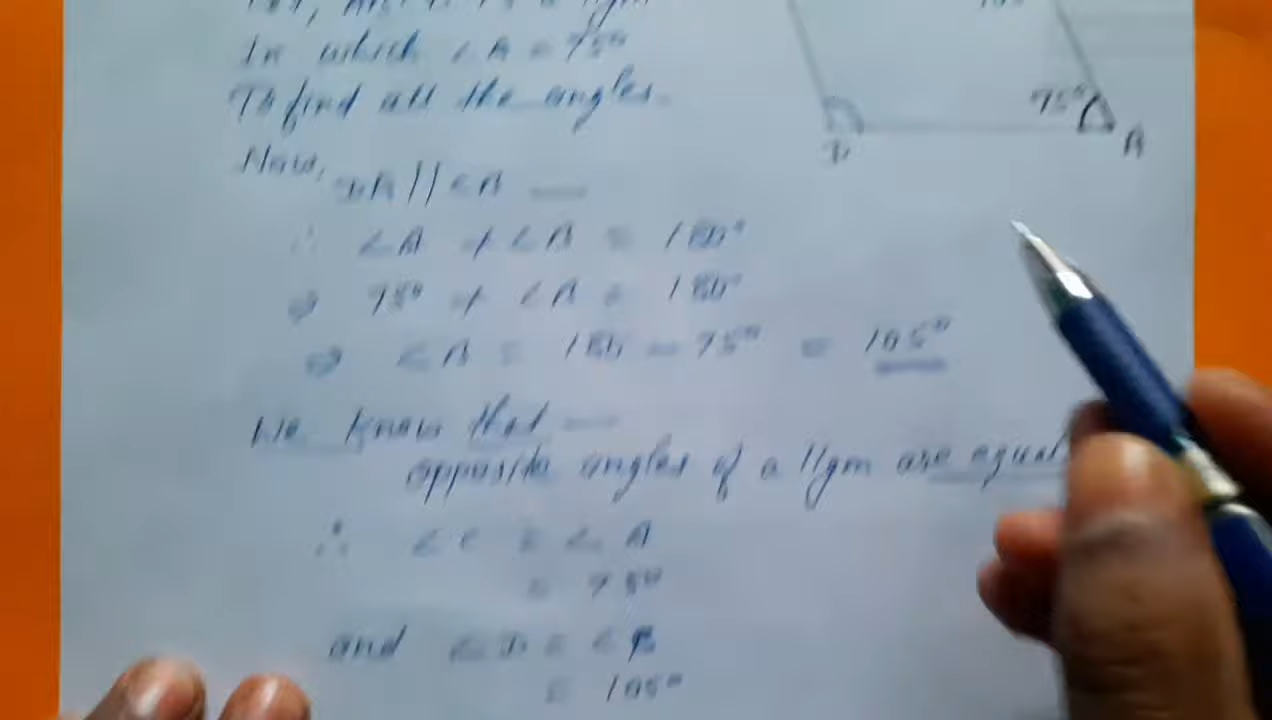 In which ∠A = 75°
To find all the angles.
Now,
DA // CB —
∴ ∠A + ∠B = 180°
⇒ 75° + ∠B = 180°
⇒ ∠B = 180 - 75° = 105°
We know that —
opposite angles of a //gm are equal
∴ ∠C = ∠A
= 75°
and ∠D = ∠B
= 105°
75°
D
A